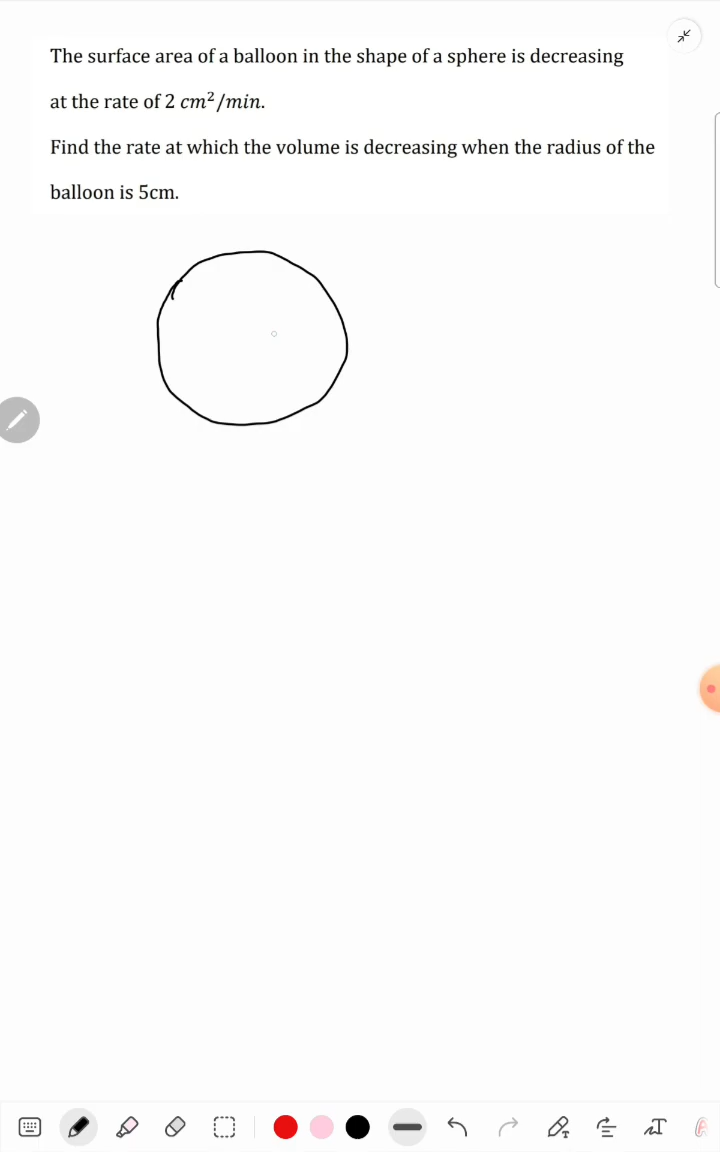 The surface area of a balloon in the shape of a sphere is decreasing
at the rate of 2 cm²/min.
Find the rate at which the volume is decreasing when the radius of the
balloon is 5cm.